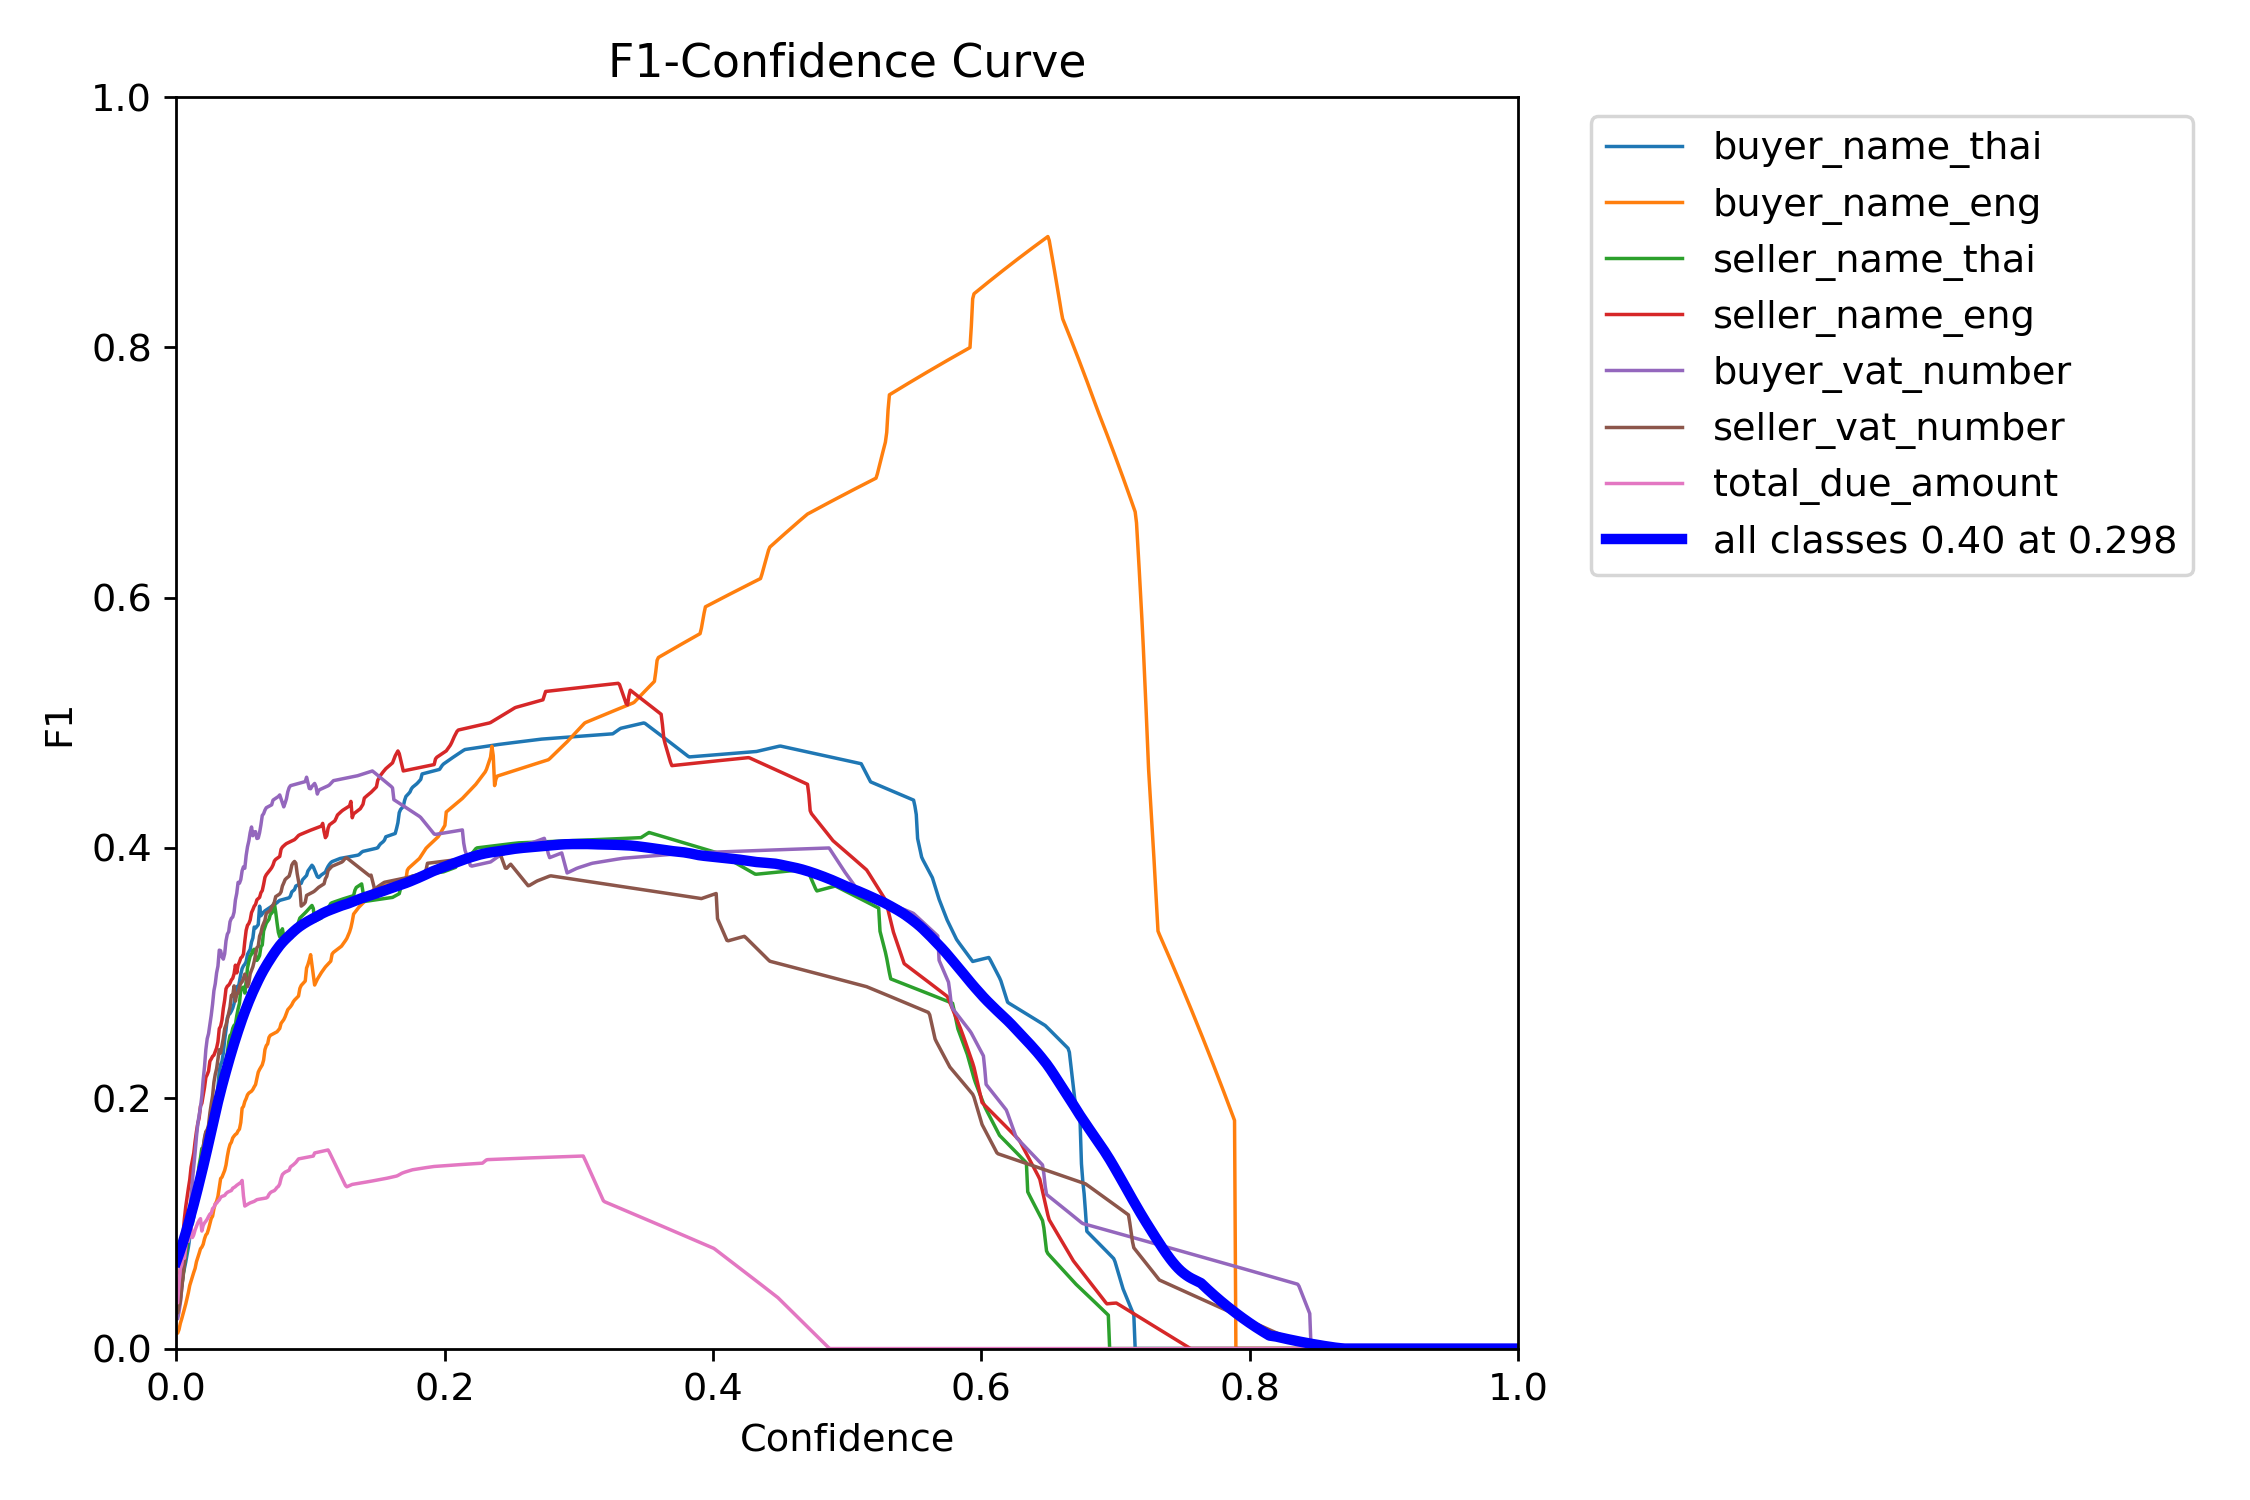 F1-Confidence Curve
1.0
0.8
0.6
0.4
0.2
0.0
F1
0.0 0.2 0.4 0.6 0.8 1.0
Confidence
buyer_name_thai
buyer_name_eng
seller_name_thai
seller_name_eng
buyer_vat_number
seller_vat_number
total_due_amount
all classes 0.40 at 0.298